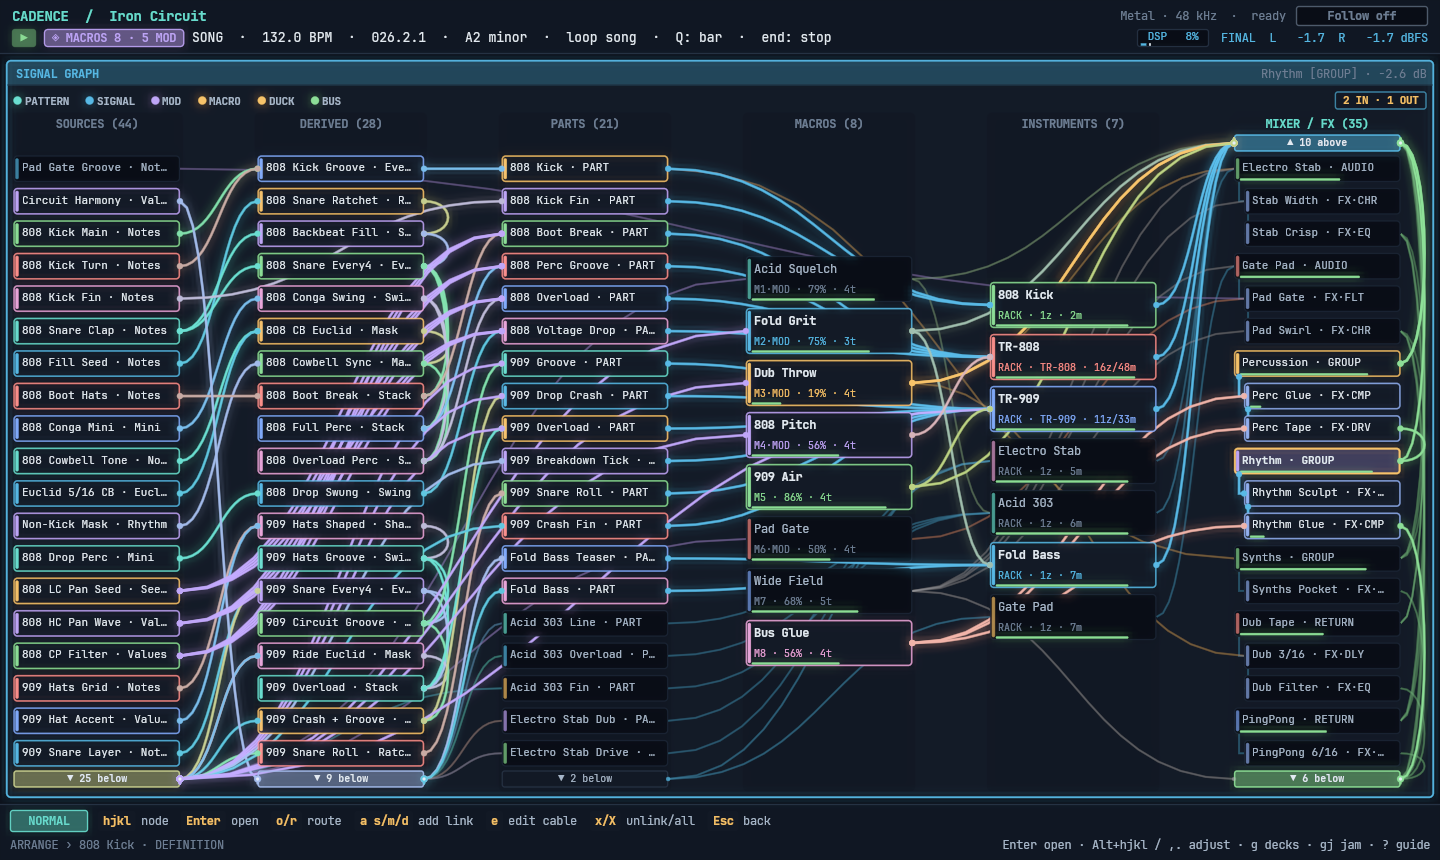 CADENCE / Iron Circuit
Metal · 48 kHz · ready Follow off
▶ ◈ MACROS 8 · 5 MOD SONG · 132.0 BPM · 026.2.1 · A2 minor · loop song · Q: bar · end: stop
DSP 8% FINAL L -1.7 R -1.7 dBFS
SIGNAL GRAPH
Rhythm [GROUP] · -2.6 dB
PATTERN SIGNAL MOD MACRO DUCK BUS
2 IN · 1 OUT
SOURCES (44)
Pad Gate Groove · Not…
Circuit Harmony · Val…
808 Kick Main · Notes
808 Kick Turn · Notes
808 Kick Fin · Notes
808 Snare Clap · Notes
808 Fill Seed · Notes
808 Boot Hats · Notes
808 Conga Mini · Mini
808 Cowbell Tone · No…
Euclid 5/16 CB · Eucl…
Non-Kick Mask · Rhythm
808 Drop Perc · Mini
808 LC Pan Seed · See…
808 HC Pan Wave · Val…
808 CP Filter · Values
909 Hats Grid · Notes
909 Hat Accent · Valu…
909 Snare Layer · Not…
▼ 25 below
DERIVED (28)
808 Kick Groove · Eve…
808 Snare Ratchet · R…
808 Backbeat Fill · S…
808 Snare Every4 · Ev…
808 Conga Swing · Swi…
808 CB Euclid · Mask
808 Cowbell Sync · Ma…
808 Boot Break · Stack
808 Full Perc · Stack
808 Overload Perc · S…
808 Drop Swung · Swing
909 Hats Shaped · Sha…
909 Hats Groove · Swi…
909 Snare Every4 · Ev…
909 Circuit Groove · …
909 Ride Euclid · Mask
909 Overload · Stack
909 Crash + Groove · …
909 Snare Roll · Ratc…
▼ 9 below
PARTS (21)
808 Kick · PART
808 Kick Fin · PART
808 Boot Break · PART
808 Perc Groove · PART
808 Overload · PART
808 Voltage Drop · PA…
909 Groove · PART
909 Drop Crash · PART
909 Overload · PART
909 Breakdown Tick · …
909 Snare Roll · PART
909 Crash Fin · PART
Fold Bass Teaser · PA…
Fold Bass · PART
Acid 303 Line · PART
Acid 303 Overload · P…
Acid 303 Fin · PART
Electro Stab Dub · PA…
Electro Stab Drive · …
▼ 2 below
MACROS (8)
Acid Squelch
M1·MOD · 79% · 4t
Fold Grit
M2·MOD · 75% · 3t
Dub Throw
M3·MOD · 19% · 4t
808 Pitch
M4·MOD · 56% · 4t
909 Air
M5 · 86% · 4t
Pad Gate
M6·MOD · 50% · 4t
Wide Field
M7 · 68% · 5t
Bus Glue
M8 · 56% · 4t
INSTRUMENTS (7)
808 Kick
RACK · 1z · 2m
TR-808
RACK · TR-808 · 16z/48m
TR-909
RACK · TR-909 · 11z/33m
Electro Stab
RACK · 1z · 5m
Acid 303
RACK · 1z · 6m
Fold Bass
RACK · 1z · 7m
Gate Pad
RACK · 1z · 7m
MIXER / FX (35)
▲ 10 above
Electro Stab · AUDIO
Stab Width · FX·CHR
Stab Crisp · FX·EQ
Gate Pad · AUDIO
Pad Gate · FX·FLT
Pad Swirl · FX·CHR
Percussion · GROUP
Perc Glue · FX·CMP
Perc Tape · FX·DRV
Rhythm · GROUP
Rhythm Sculpt · FX·…
Rhythm Glue · FX·CMP
Synths · GROUP
Synths Pocket · FX·…
Dub Tape · RETURN
Dub 3/16 · FX·DLY
Dub Filter · FX·EQ
PingPong · RETURN
PingPong 6/16 · FX·…
▼ 6 below
NORMAL hjkl node Enter open o/r route a s/m/d add link e edit cable x/X unlink/all Esc back
ARRANGE › 808 Kick · DEFINITION
Enter open · Alt+hjkl / ,. adjust · g decks · gj jam · ? guide